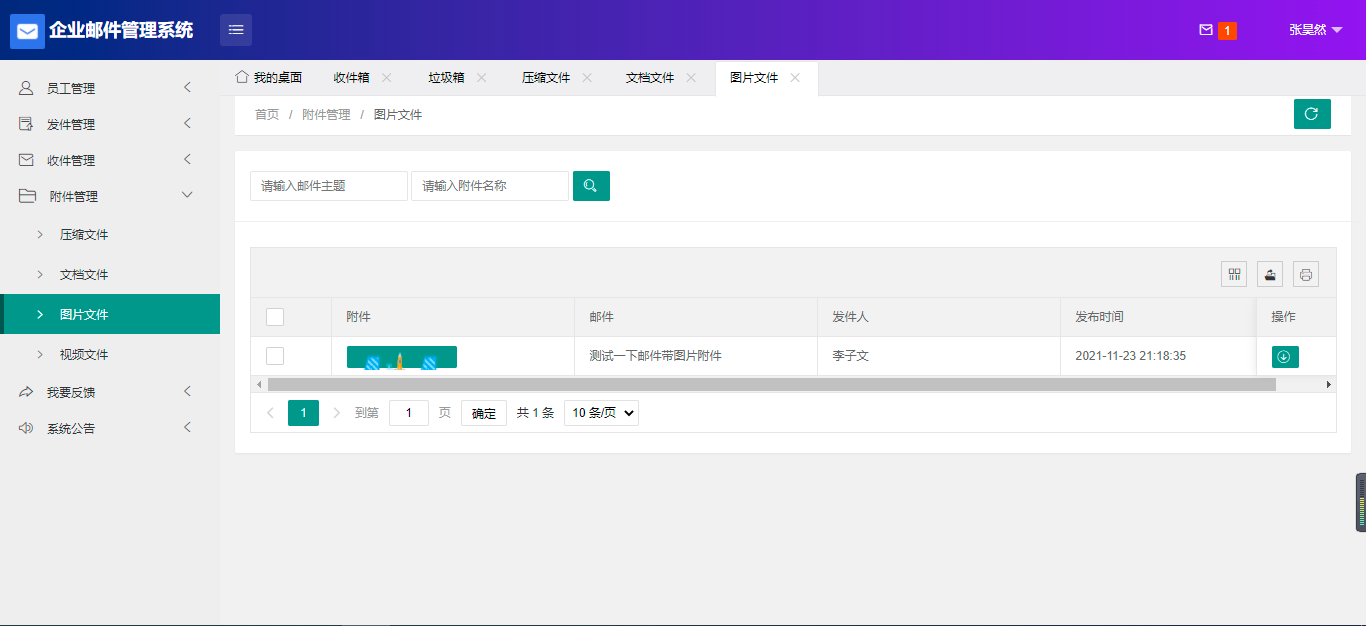 企业邮件管理系统
1
张昊然
员工管理
发件管理
收件管理
附件管理
压缩文件
文档文件
图片文件
视频文件
我要反馈
系统公告
我的桌面 收件箱 垃圾箱 压缩文件 文档文件 图片文件
首页 / 附件管理 / 图片文件
请输入邮件主题 请输入附件名称
附件 邮件 发件人 发布时间 操作
测试一下邮件带图片附件 李子文 2021-11-23 21:18:35
1 到第 1 页 确定 共 1 条 10 条/页